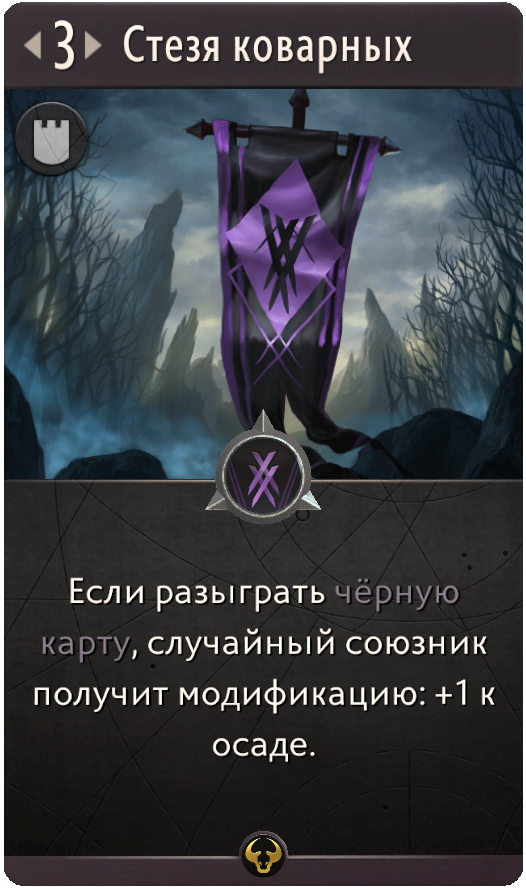 3 Стезя коварных
Если разыграть чёрную
карту, случайный союзник
получит модификацию: +1 к
осаде.